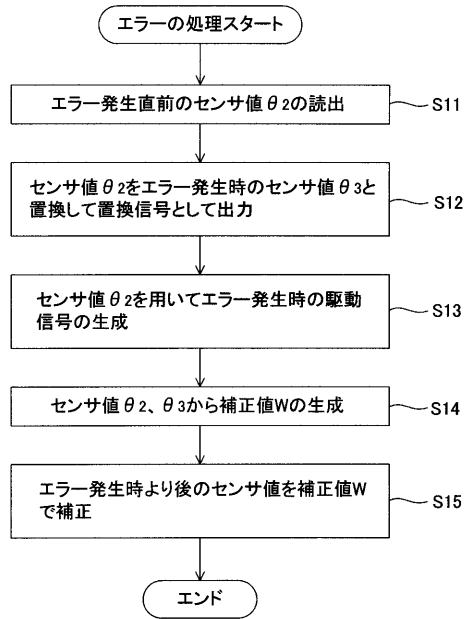 エラーの処理スタート
エラー発生直前のセンサ値θ2の読出
S11
センサ値θ2をエラー発生時のセンサ値θ3と
置換して置換信号として出力
S12
センサ値θ2を用いてエラー発生時の駆動
信号の生成
S13
センサ値θ2、θ3から補正値Wの生成
S14
エラー発生時より後のセンサ値を補正値W
で補正
S15
エンド